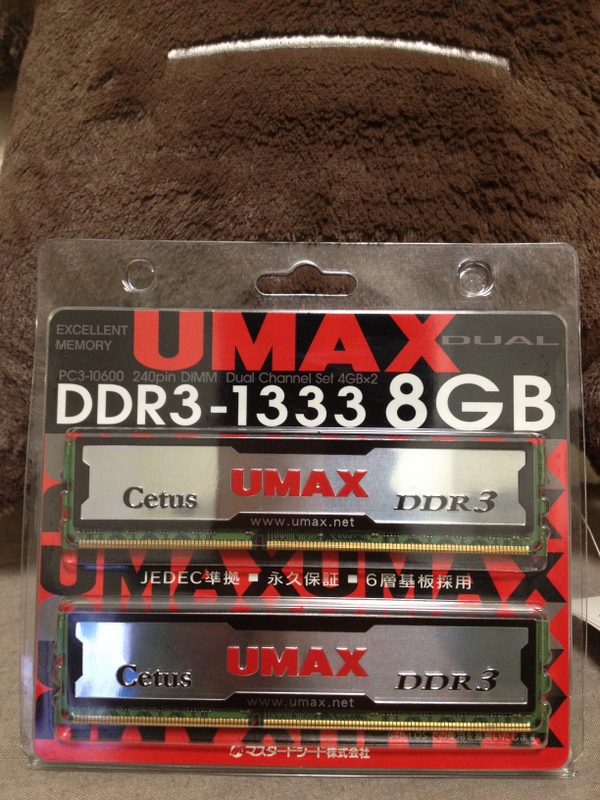 EXCELLENT
MEMORY
UMAX
DUAL
PC3-10600 240pin DIMM Dual Channel Set 4GB×2
DDR3-1333 8GB
Cetus UMAX DDR3
www.umax.net
UMAXUMAX
JEDEC準拠 ■ 永久保証 ■ 6層基板採用
Cetus UMAX DDR3
www.umax.net
マスタードシード株式会社